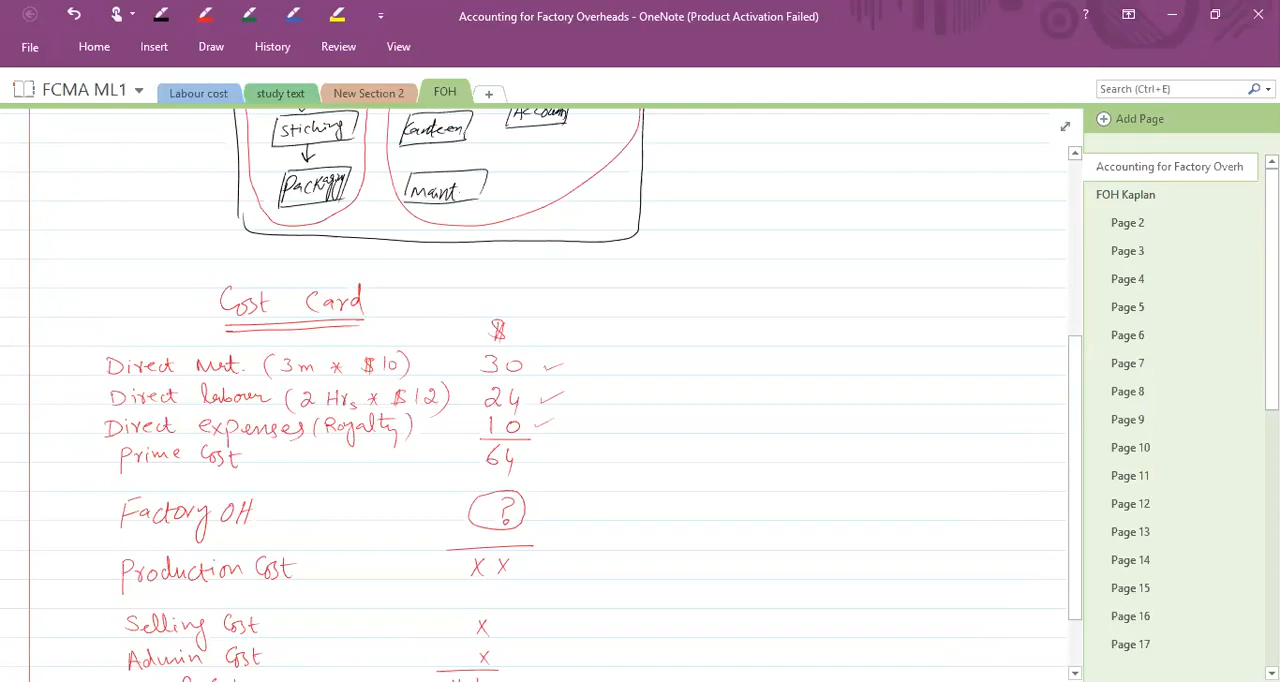 Accounting for Factory Overheads - OneNote (Product Activation Failed)
?
File Home Insert Draw History Review View
FCMA ML1 Labour cost study text New Section 2 FOH +
Search (Ctrl+E)
Add Page
Accounting for Factory Overh
FOH Kaplan
Page 2
Page 3
Page 4
Page 5
Page 6
Page 7
Page 8
Page 9
Page 10
Page 11
Page 12
Page 13
Page 14
Page 15
Page 16
Page 17
Stiching
Kanteen
Maint.
Cost Card
$
Direct Mat. (3m * $10) 30 ✓
Direct labour (2 Hrs * $12) 24 ✓
Direct expenses (Royalty) 10 ✓
Prime Cost 64
Factory OH ?
Production Cost X X
Selling Cost X
Admin Cost X